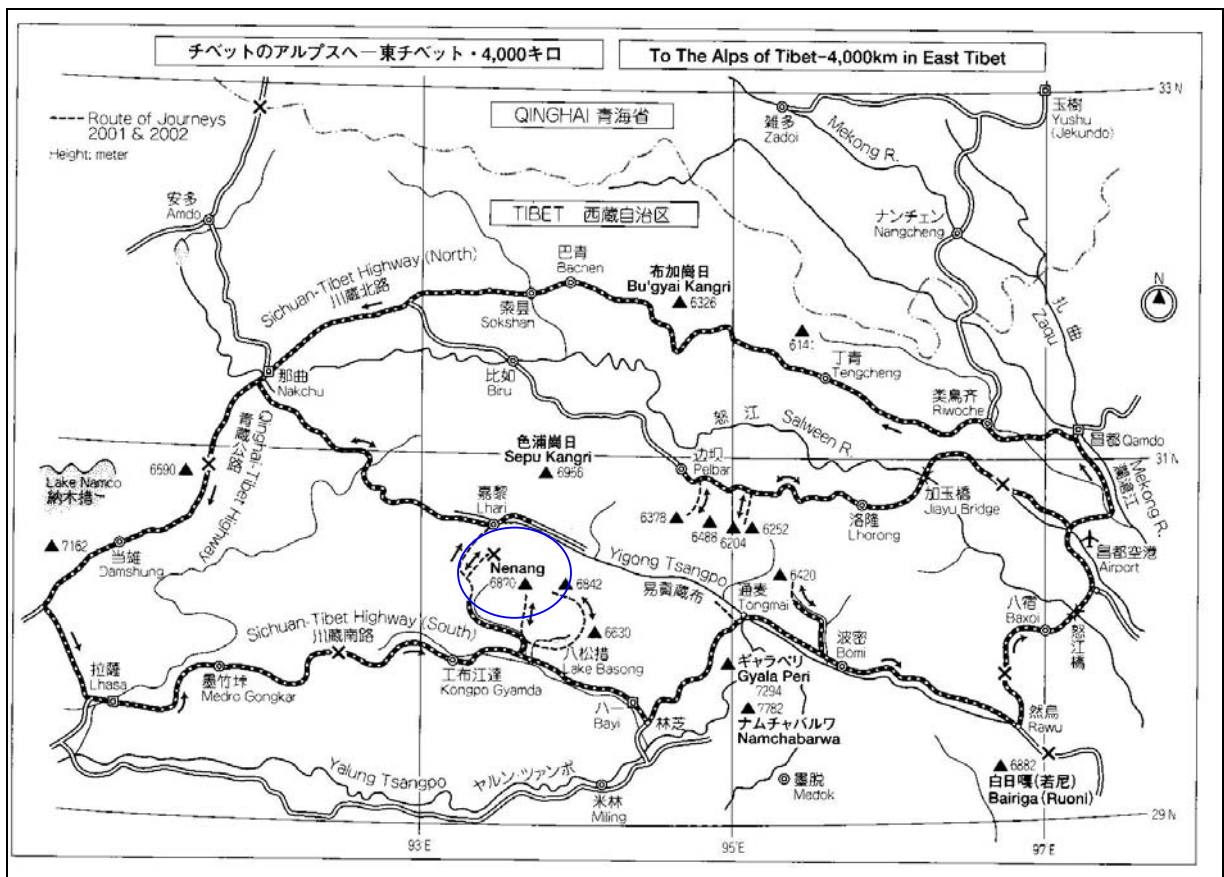 チベットのアルプスへ―東チベット・4,000キロ
To The Alps of Tibet-4,000km in East Tibet
33 N
Route of Journeys
2001 & 2002
Height: meter
QINGHAI 青海省
雑多
Zadoi
Mekong R.
玉樹
Yushu
(Jekundo)
安多
Amdo
TIBET 西蔵自治区
ナンチェン
Nangcheng
Sichuan-Tibet Highway (North)
川蔵北路
巴青
Bachen
布加崗日
Bu'gyai Kangri
6326
N
扎曲
Zaqu
索县
Sokshan
6141
丁青
Tengcheng
那曲
Nakchu
比如
Biru
类烏齐
Riwoche
怒江
Salween R.
昌都 Qamdo
Qinghai-Tibet Highway
青蔵公路
色浦崗日
Sepu Kangri
6956
边坝
Pelbar
31 N
6590
Lake Namco
納木措
加玉橋
Jiayu Bridge
瀾滄江
Mekong R.
嘉黎
Lhari
6378
6488
6204
6252
洛隆
Lhorong
7162
当雄
Damshung
昌都空港
Airport
Nenang
6870
6842
Yigong Tsangpo
易貢蔵布
通麦
Tongmai
6420
八宿
Baxoi
怒江橋
Sichuan-Tibet Highway (South)
川蔵南路
6630
八松措
Lake Basong
波密
Bomi
拉薩
Lhasa
墨竹
Medro Gongkar
工布江達
Kongpo Gyamda
ギャラペリ
Gyala Peri
7294
八一
Bayi
林芝
7782
ナムチャバルワ
Namchabarwa
然烏
Rawu
Yalung Tsangpo
ヤルン・ツァンポ
米林
Miling
墨脱
Medok
6882
白日嘎(若尼)
Bairiga (Ruoni)
29 N
93°E
95°E
97°E